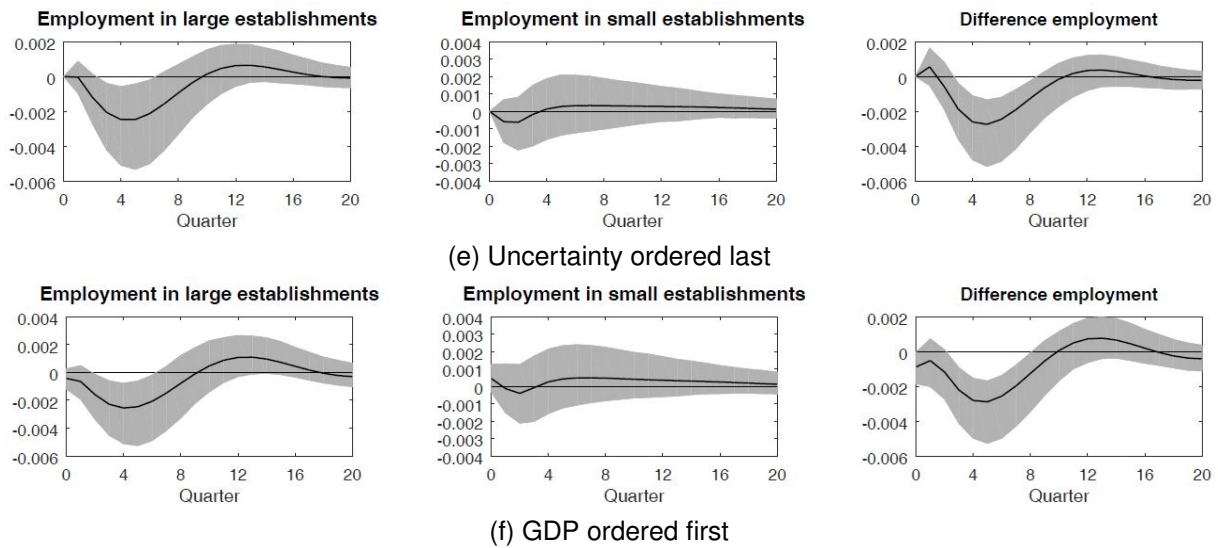 Employment in large establishments
0.002
0
-0.002
-0.004
-0.006
0 4 8 12 16 20
Quarter
Employment in small establishments
0.004
0.003
0.002
0.001
0
-0.001
-0.002
-0.003
-0.004
0 4 8 12 16 20
Quarter
Difference employment
0.002
0
-0.002
-0.004
-0.006
0 4 8 12 16 20
Quarter
(e) Uncertainty ordered last
Employment in large establishments
0.004
0.002
0
-0.002
-0.004
-0.006
0 4 8 12 16 20
Quarter
Employment in small establishments
0.004
0.003
0.002
0.001
0
-0.001
-0.002
-0.003
-0.004
0 4 8 12 16 20
Quarter
Difference employment
0.002
0
-0.002
-0.004
-0.006
0 4 8 12 16 20
Quarter
(f) GDP ordered first